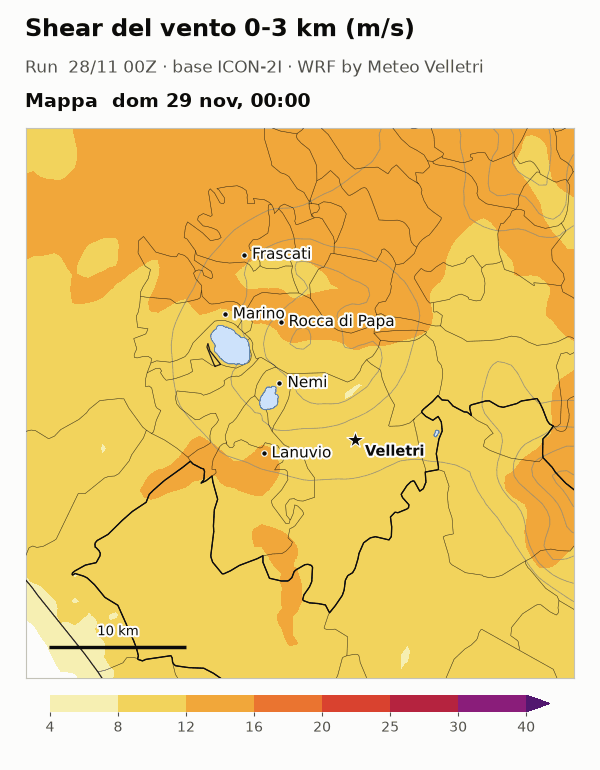 Shear del vento 0-3 km (m/s)
Run  28/11 00Z · base ICON-2I · WRF by Meteo Velletri
Mappa  dom 29 nov, 00:00
Frascati
Marino
Rocca di Papa
Nemi
Velletri
Lanuvio
10 km
4 8 12 16 20 25 30 40